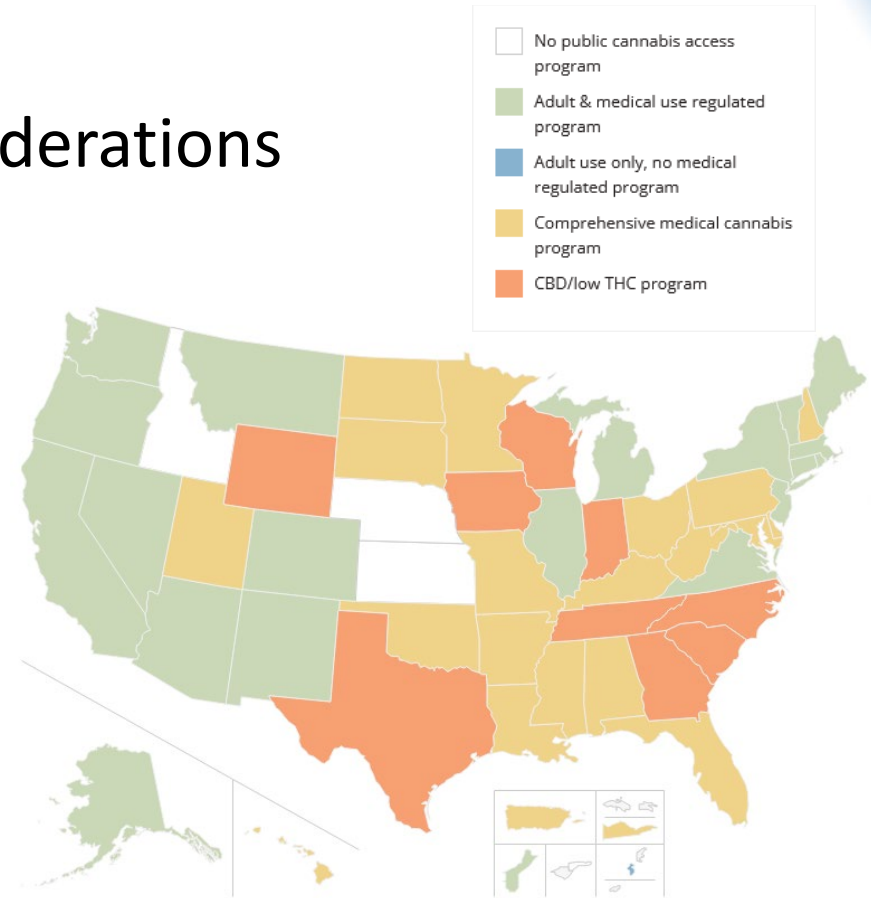 No public cannabis access
program
derations
Adult & medical use regulated
program
Adult use only, no medical
regulated program
Comprehensive medical cannabis
program
CBD/low THC program